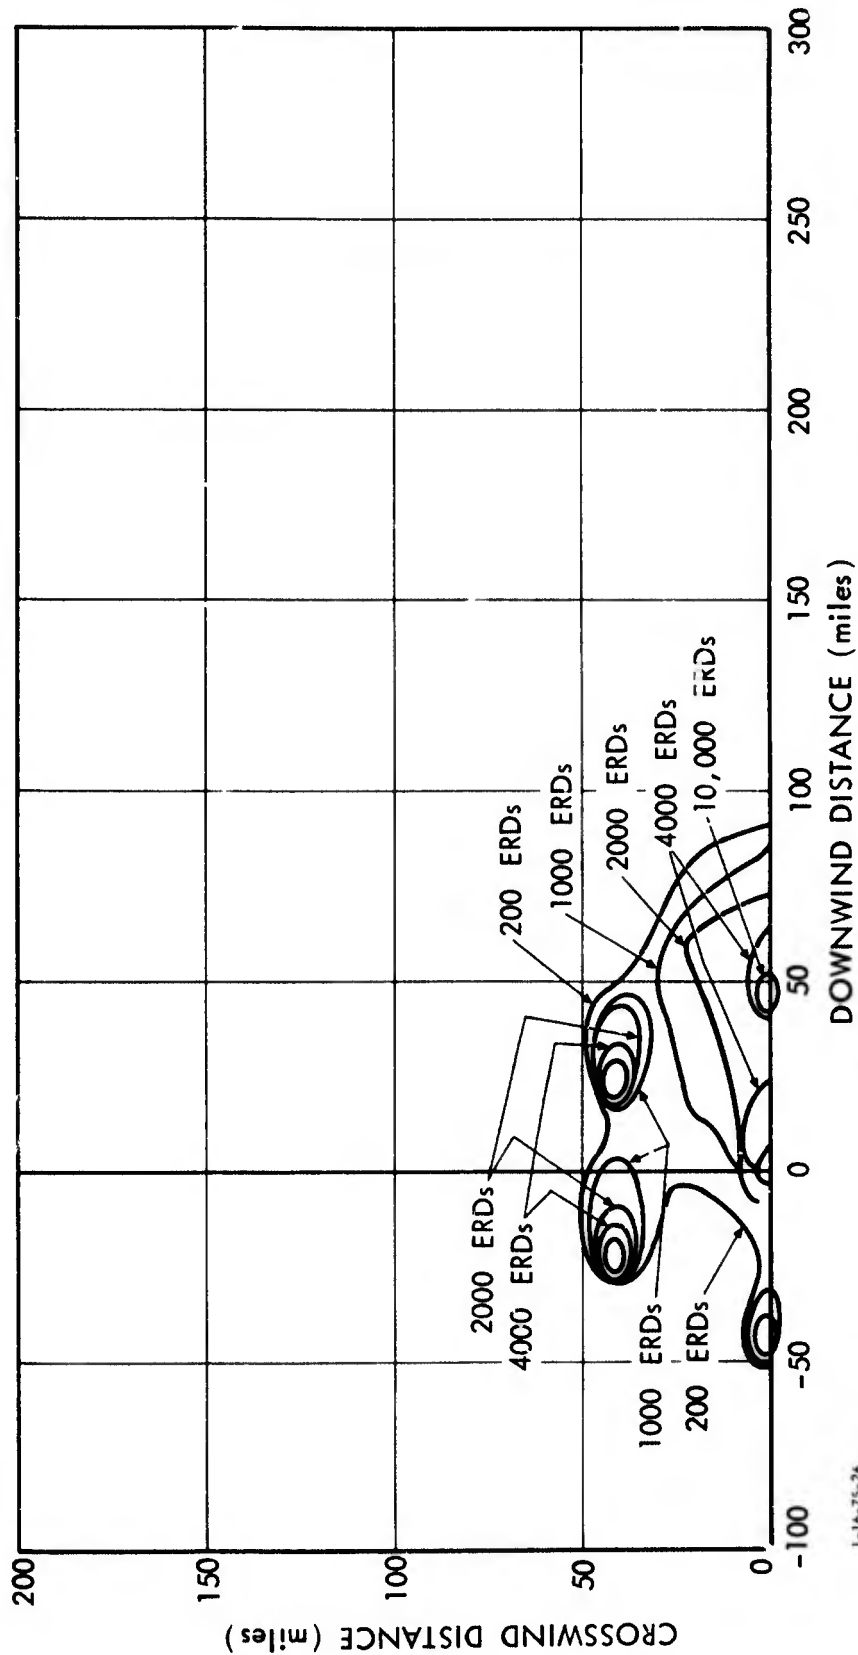 CROSSWIND DISTANCE (miles)
200
150
100
50
0
200 ERDs
1000 ERDs
2000 ERDs
4000 ERDs
10,000 ERDs
2000 ERDs
4000 ERDs
1000 ERDs
200 ERDs
-100
-50
0
50
100
150
200
250
300
DOWNWIND DISTANCE (miles)